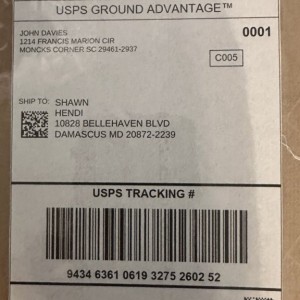 USPS GROUND ADVANTAGE™
JOHN DAVIES
1214 FRANCIS MARION CIR
MONCKS CORNER SC 29461-2937
0001
C005
SHIP TO: SHAWN
HENDI
10828 BELLEHAVEN BLVD
DAMASCUS MD 20872-2239
USPS TRACKING #
9434 6361 0619 3275 2602 52